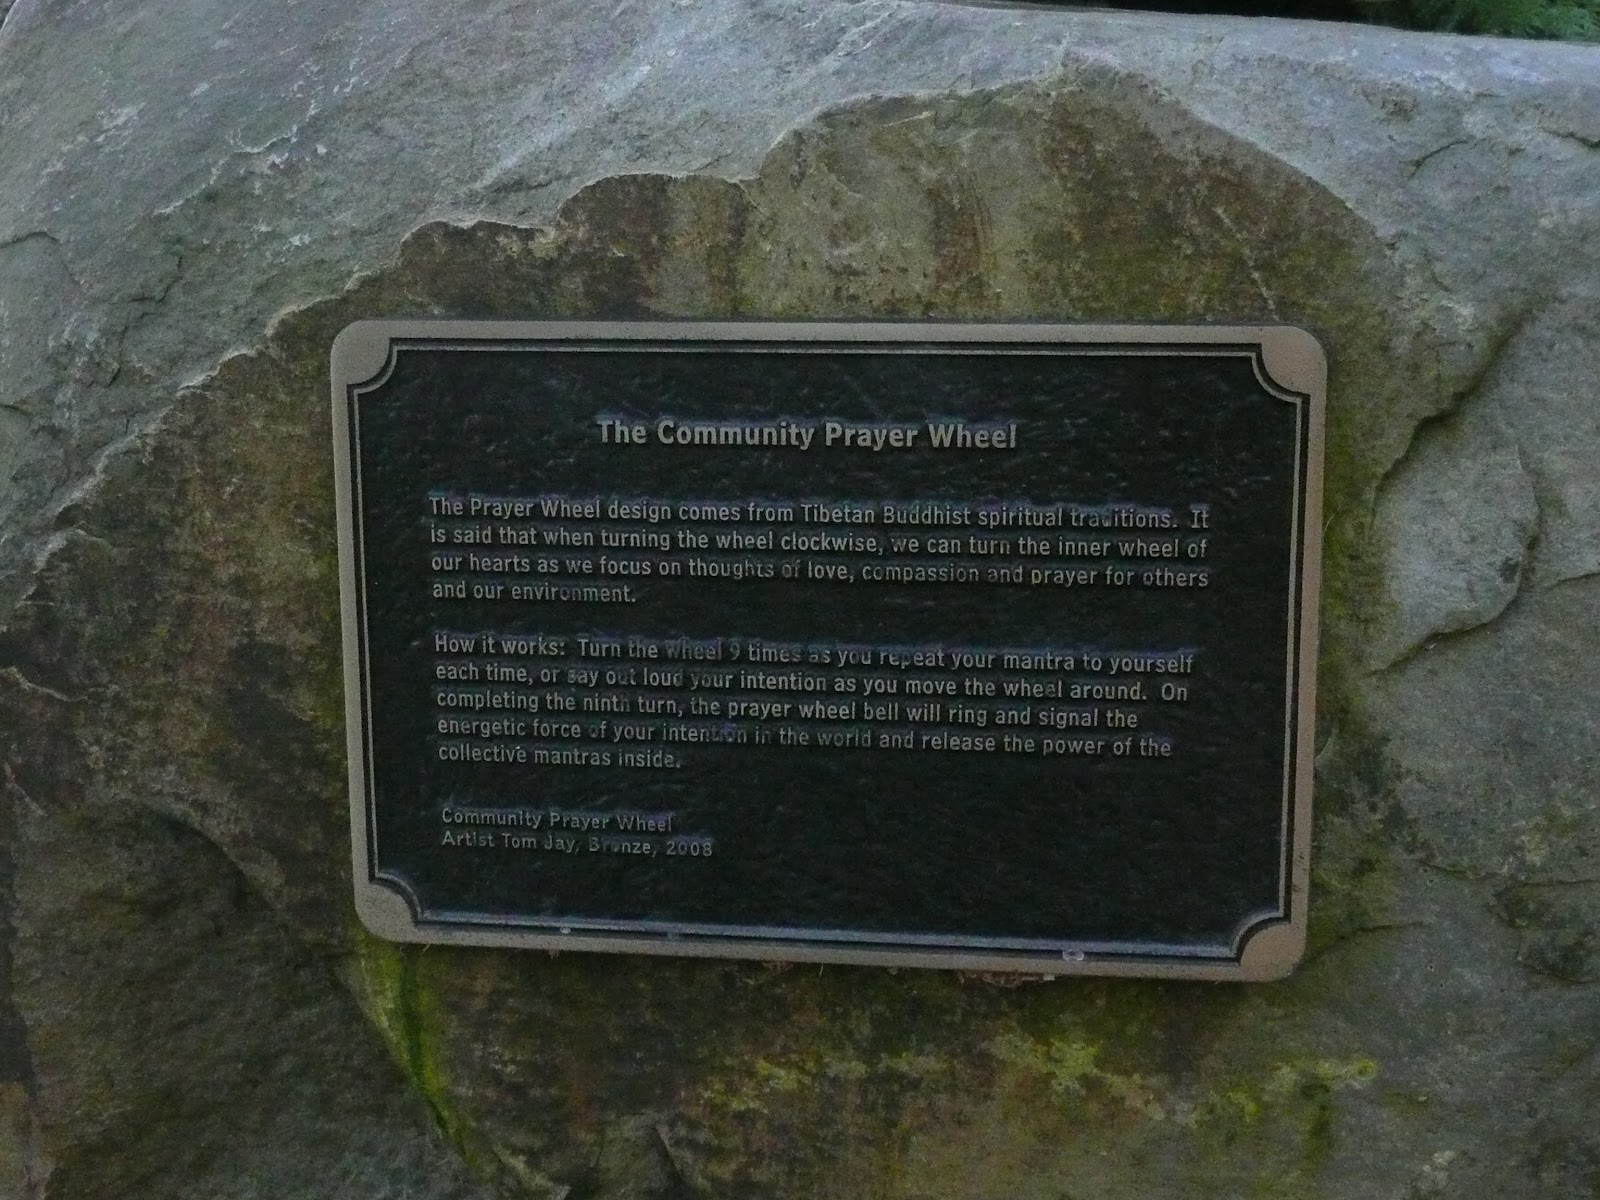 The Community Prayer Wheel
The Prayer Wheel design comes from Tibetan Buddhist spiritual traditions. It
is said that when turning the wheel clockwise, we can turn the inner wheel of
our hearts as we focus on thoughts of love, compassion and prayer for others
and our environment.
How it works: Turn the wheel 9 times as you repeat your mantra to yourself
each time, or say out loud your intention as you move the wheel around. On
completing the ninth turn, the prayer wheel bell will ring and signal the
energetic force of your intention in the world and release the power of the
collective mantras inside.
Community Prayer Wheel
Artist Tom Jay, Bronze, 2008